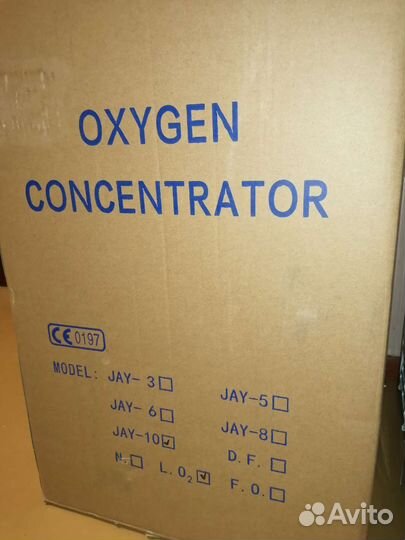 OXYGEN
CONCENTRATOR
CE 0197
MODEL: JAY-3☐ JAY-5☐
JAY-6☐ JAY-8☐
JAY-10☑ D.F.☐
N.☐ L.O₂☑ F.O.☐
Avito